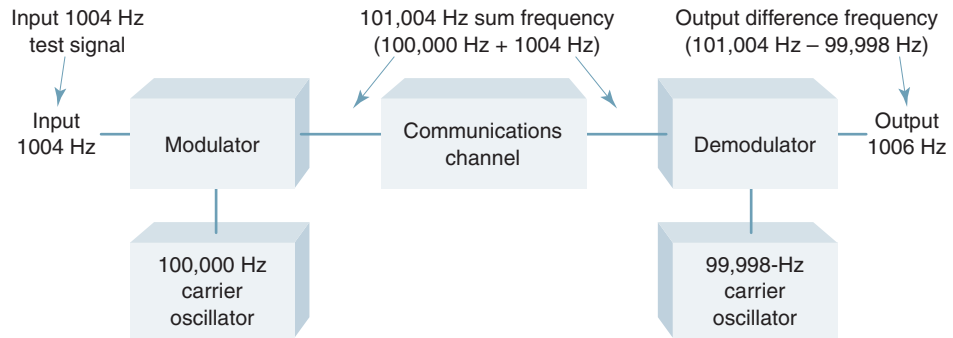 Input 1004 Hz
test signal
101,004 Hz sum frequency
(100,000 Hz + 1004 Hz)
Output difference frequency
(101,004 Hz – 99,998 Hz)
Input
1004 Hz
Modulator
Communications
channel
Demodulator
Output
1006 Hz
100,000 Hz
carrier
oscillator
99,998-Hz
carrier
oscillator